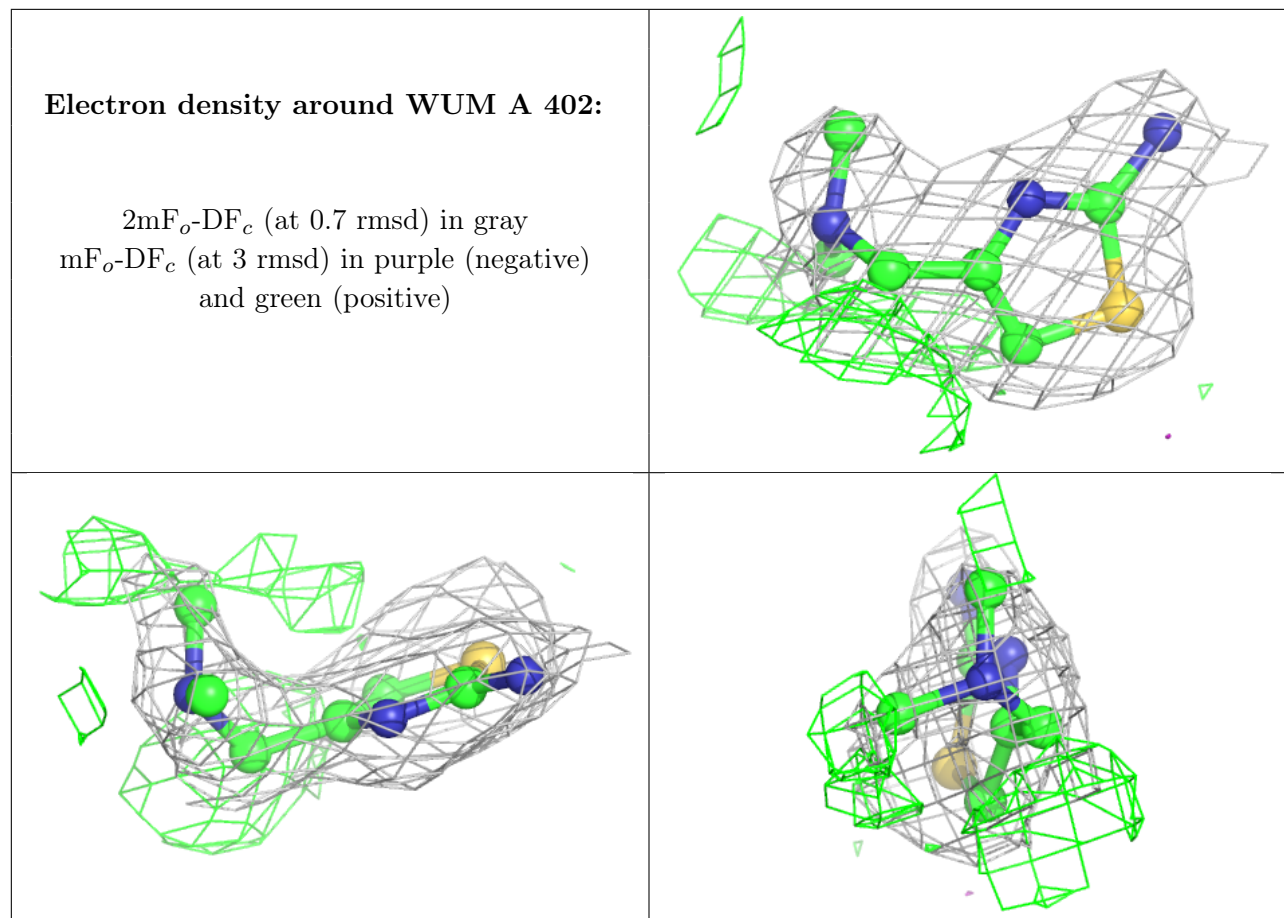 Electron density around WUM A 402:
2mFo-DFc (at 0.7 rmsd) in gray
mFo-DFc (at 3 rmsd) in purple (negative)
and green (positive)